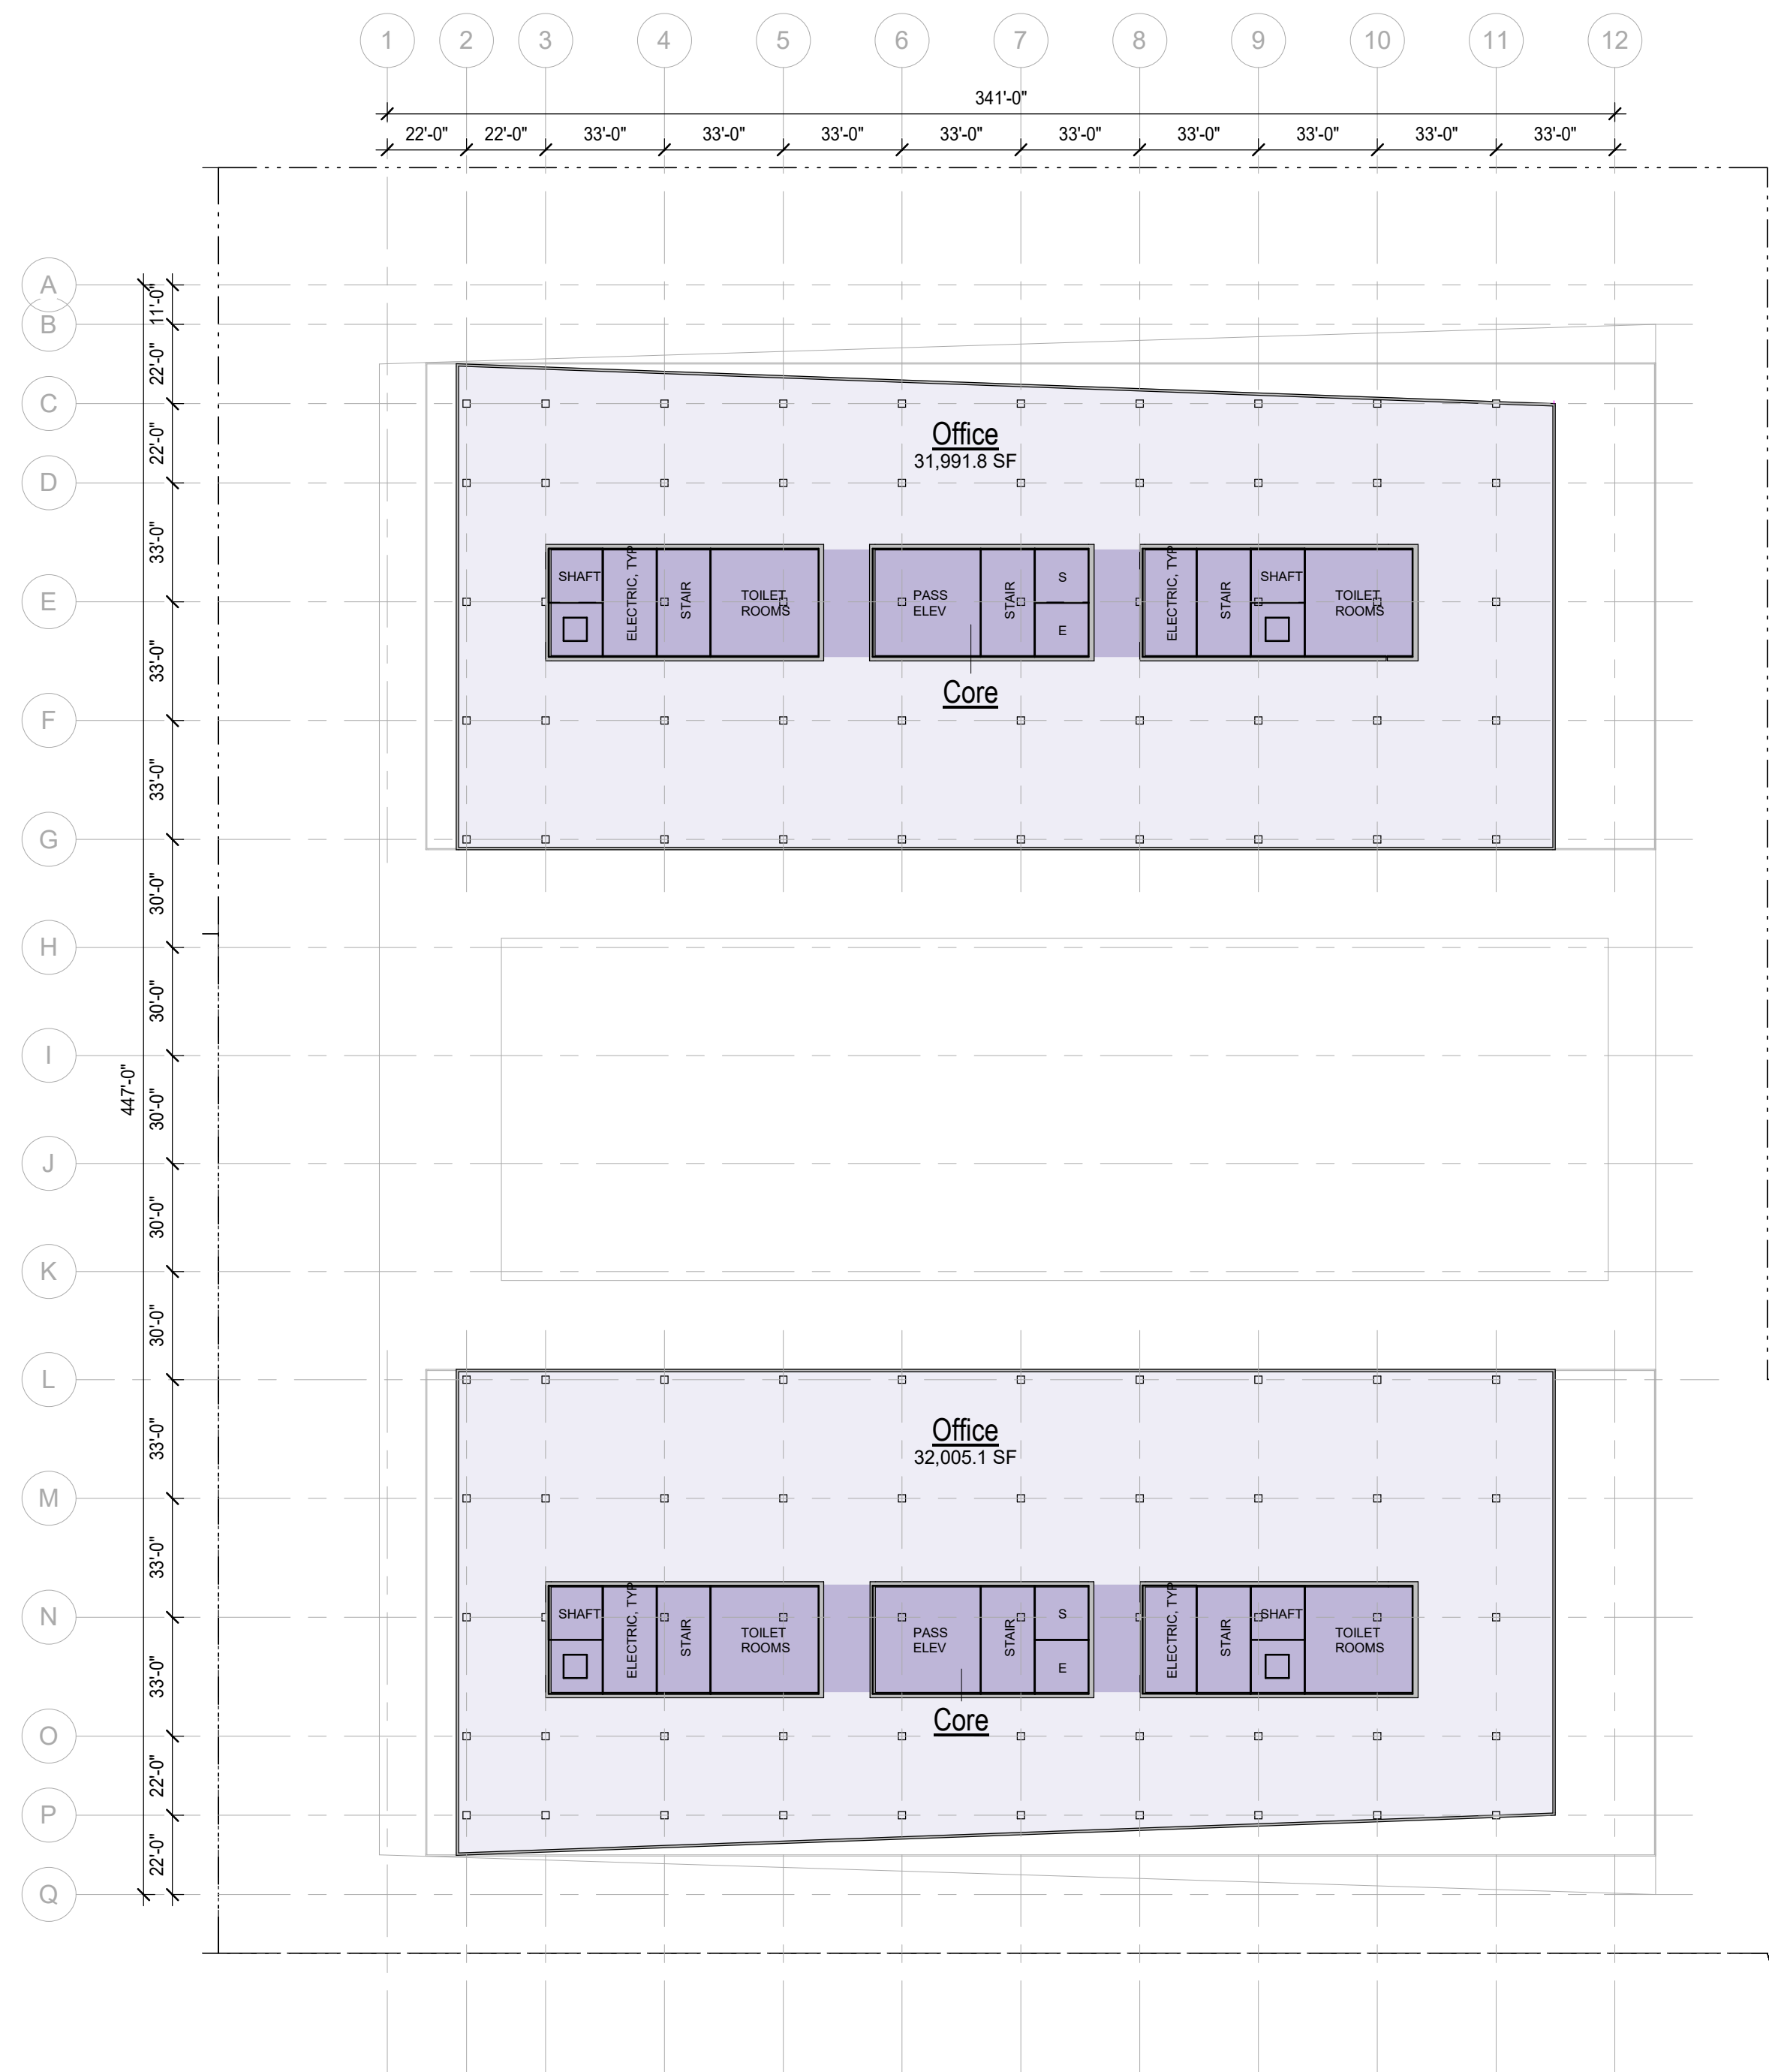 1 2 3 4 5 6 7 8 9 10 11 12
341'-0"
22'-0" 22'-0" 33'-0" 33'-0" 33'-0" 33'-0" 33'-0" 33'-0" 33'-0" 33'-0" 33'-0"
A
11'-0"
B
22'-0"
C
Office
22'-0"
31,991.8 SF
D
33'-0"
SHAFT
ELECTRIC, TYP
STAIR
TOILET
ROOMS
PASS
ELEV
STAIR
S
E
ELECTRIC, TYP
STAIR
SHAFT
TOILET
ROOMS
E
33'-0"
Core
F
33'-0"
G
30'-0"
H
30'-0"
I
447'-0"
30'-0"
J
30'-0"
K
30'-0"
L
Office
33'-0"
32,005.1 SF
M
33'-0"
SHAFT
ELECTRIC, TYP
STAIR
TOILET
ROOMS
PASS
ELEV
STAIR
S
E
ELECTRIC, TYP
STAIR
SHAFT
TOILET
ROOMS
N
33'-0"
Core
O
22'-0"
P
22'-0"
Q